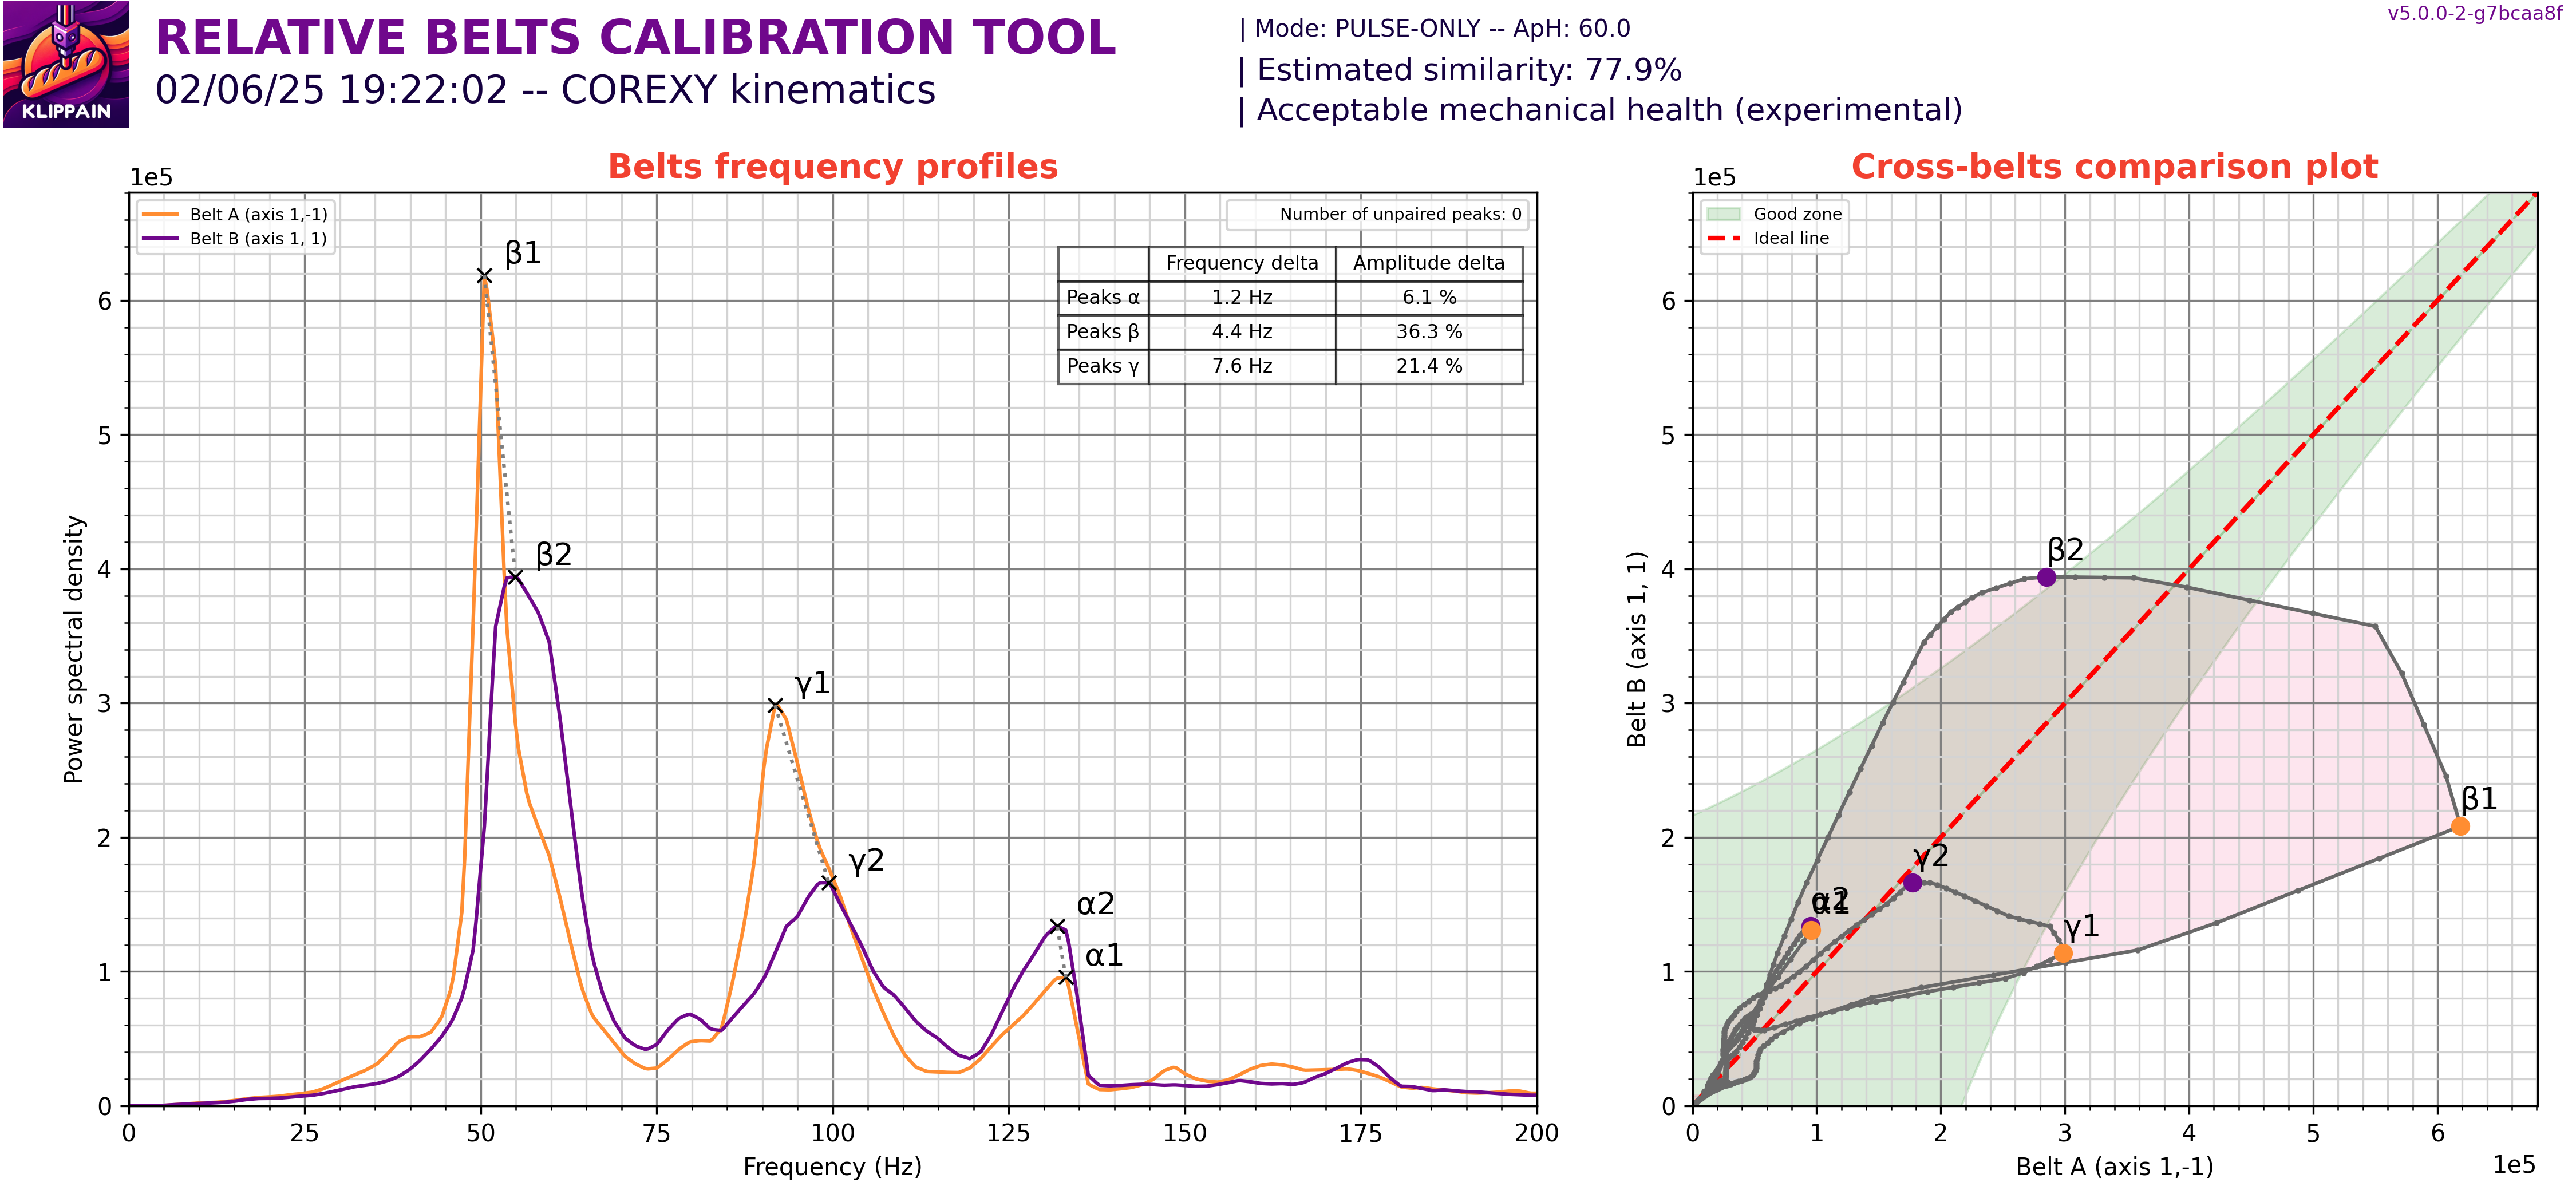 KLIPPAIN
RELATIVE BELTS CALIBRATION TOOL
02/06/25 19:22:02 -- COREXY kinematics
| Mode: PULSE-ONLY -- ApH: 60.0
| Estimated similarity: 77.9%
| Acceptable mechanical health (experimental)
v5.0.0-2-g7bcaa8f
Belts frequency profiles
1e5
Belt A (axis 1,-1)
Belt B (axis 1, 1)
Number of unpaired peaks: 0
Frequency delta Amplitude delta
Peaks α 1.2 Hz 6.1 %
Peaks β 4.4 Hz 36.3 %
Peaks γ 7.6 Hz 21.4 %
β1
β2
γ1
γ2
α2
α1
6
5
4
3
2
1
0
0 25 50 75 100 125 150 175 200
Power spectral density
Frequency (Hz)
Cross-belts comparison plot
1e5
Good zone
Ideal line
β2
β1
γ2
α2
α1
γ1
6
5
4
3
2
1
0
0 1 2 3 4 5 6
Belt B (axis 1, 1)
Belt A (axis 1,-1)
1e5